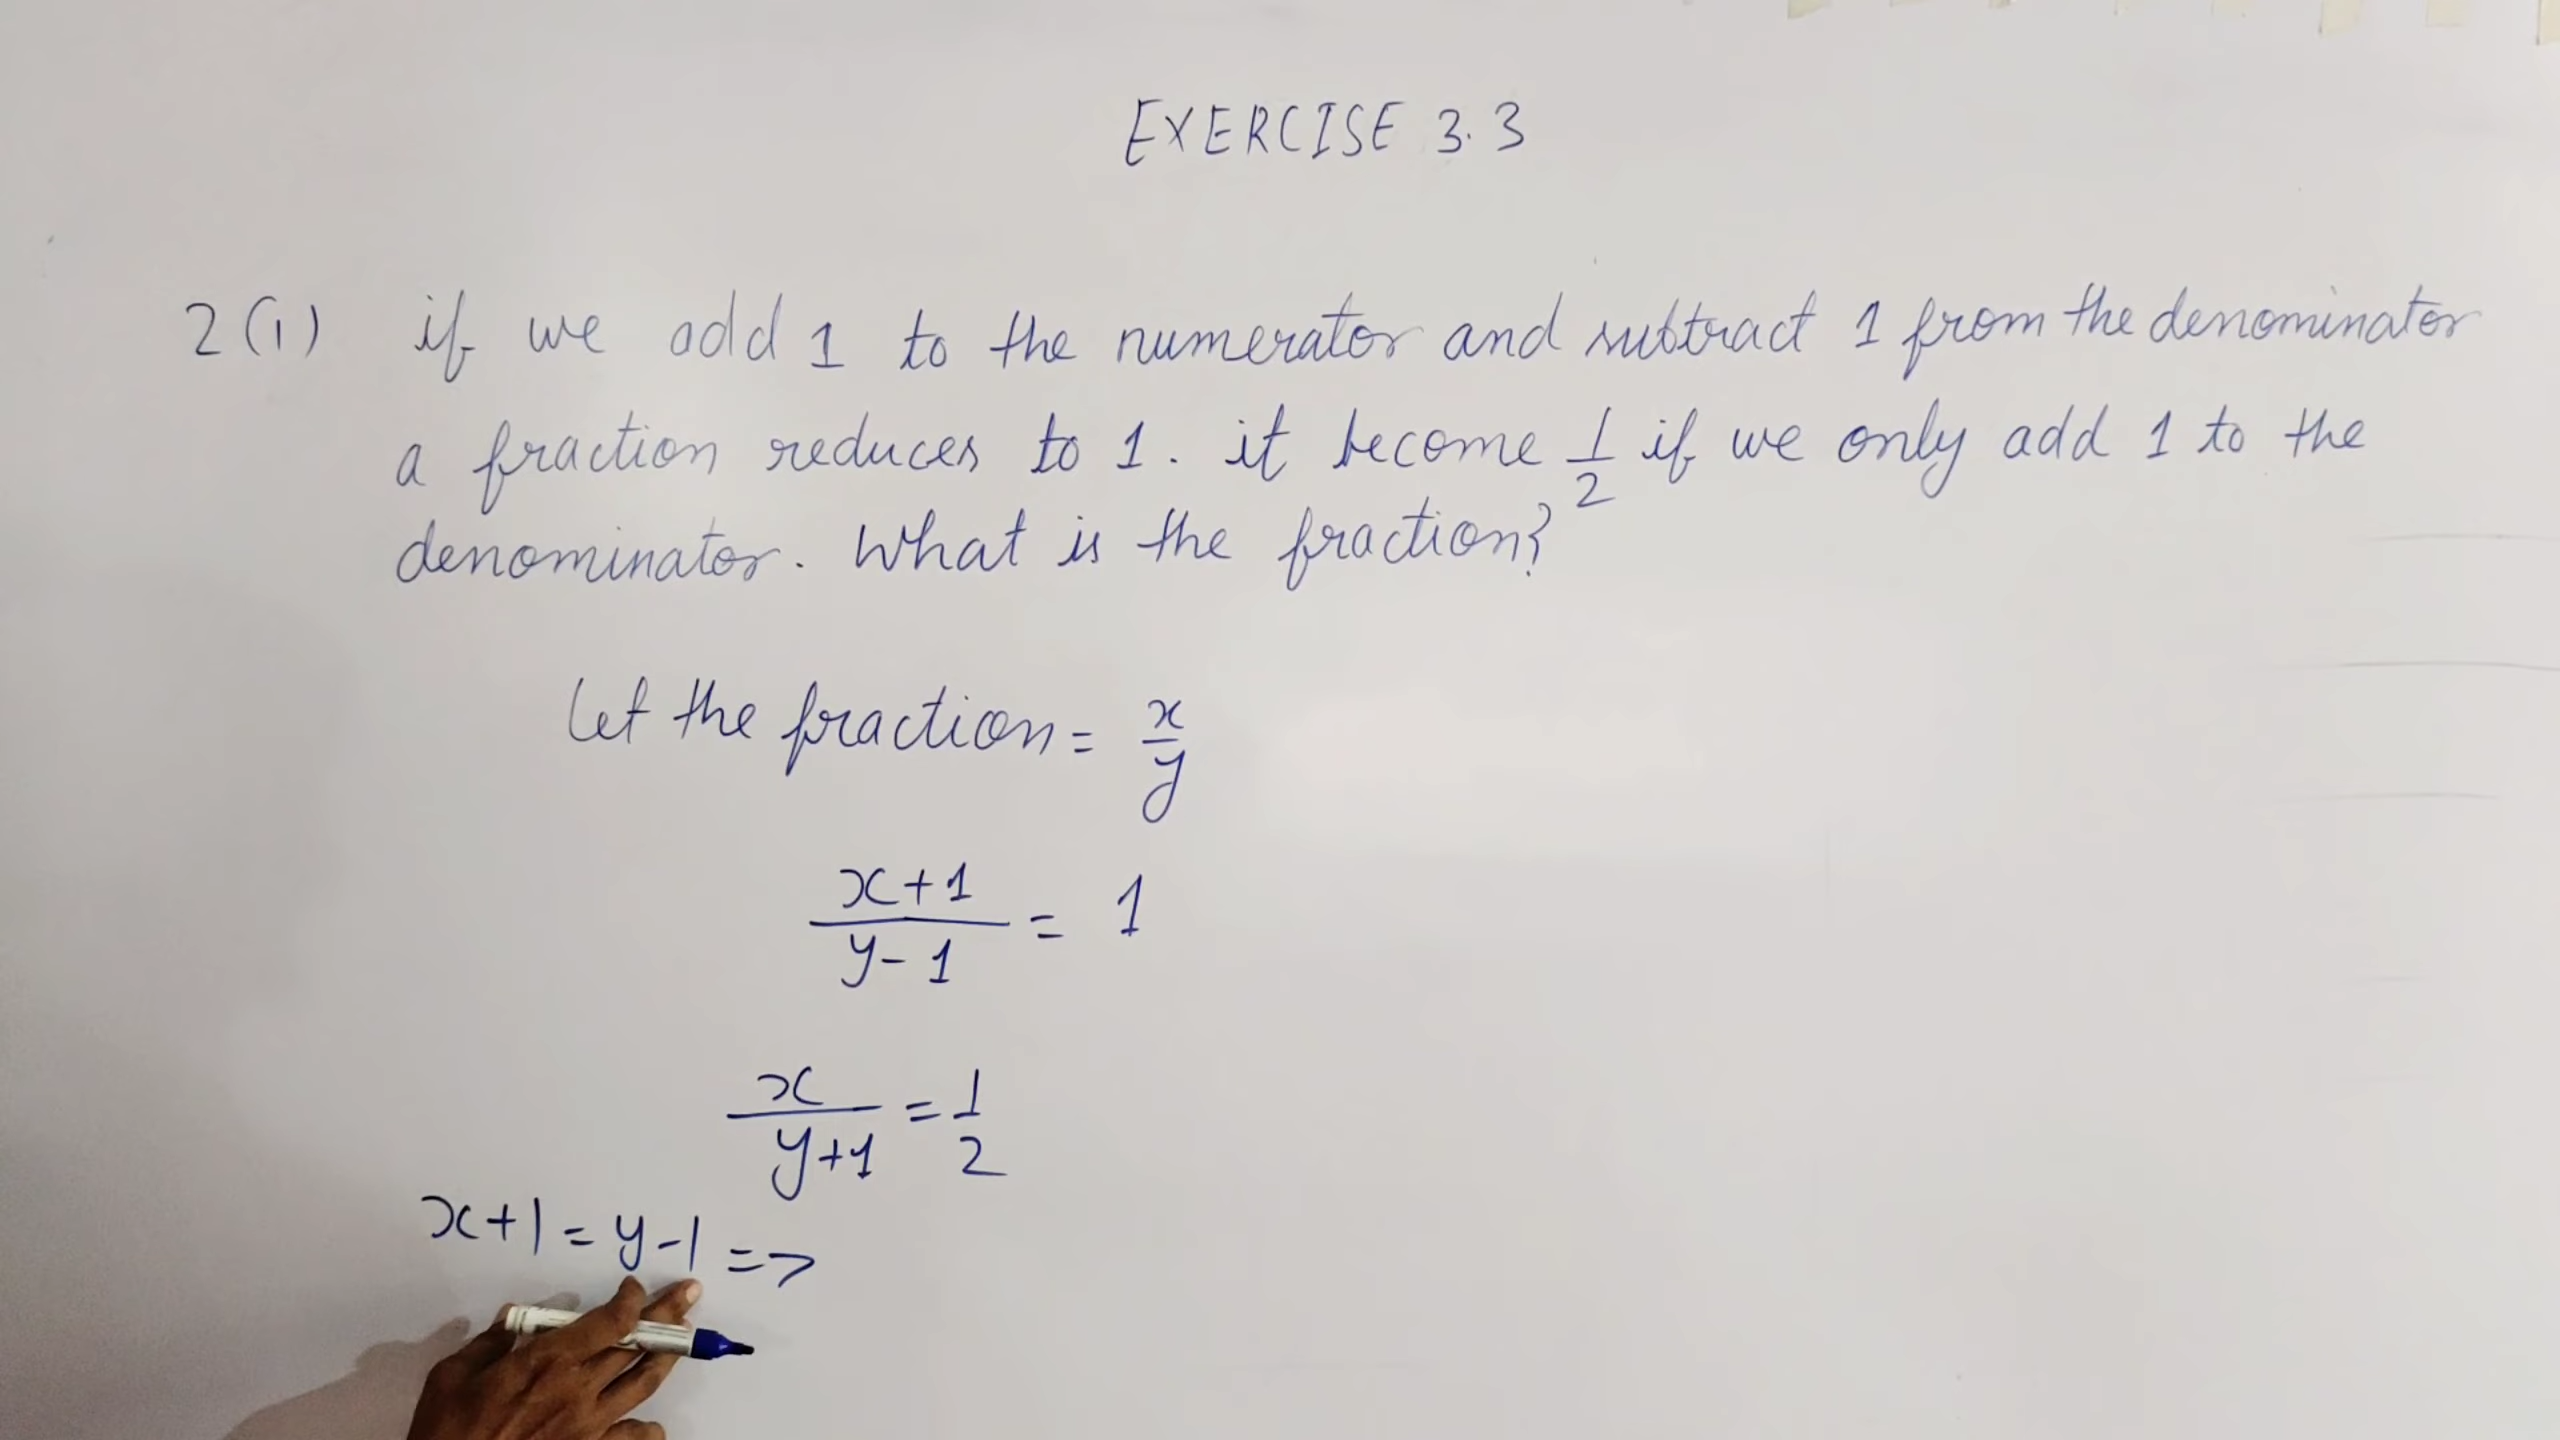 EXERCISE 3.3
2(1) if we add 1 to the numerator and subtract 1 from the denominator
a fraction reduces to 1. it become 1/2 if we only add 1 to the
denominator. What is the fraction?
Let the fraction = x/y
x+1/y-1 = 1
x/y+1 = 1/2
x+1 = y-1 =>